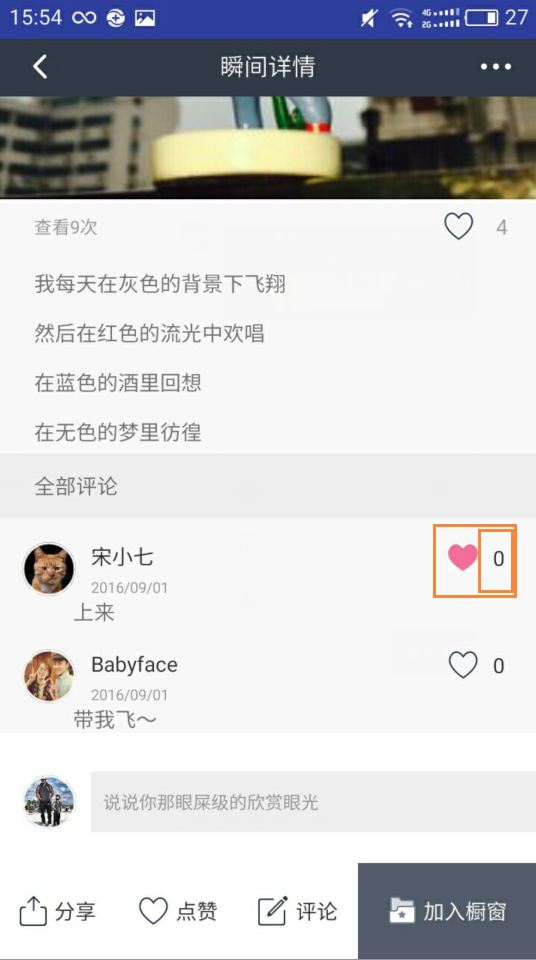 15:54 4G 2G 27
瞬间详情
查看9次 4
我每天在灰色的背景下飞翔
然后在红色的流光中欢唱
在蓝色的酒里回想
在无色的梦里彷徨
全部评论
宋小七 0
2016/09/01
上来
Babyface 0
2016/09/01
带我飞～
说说你那眼屎级的欣赏眼光
分享 点赞 评论 加入橱窗